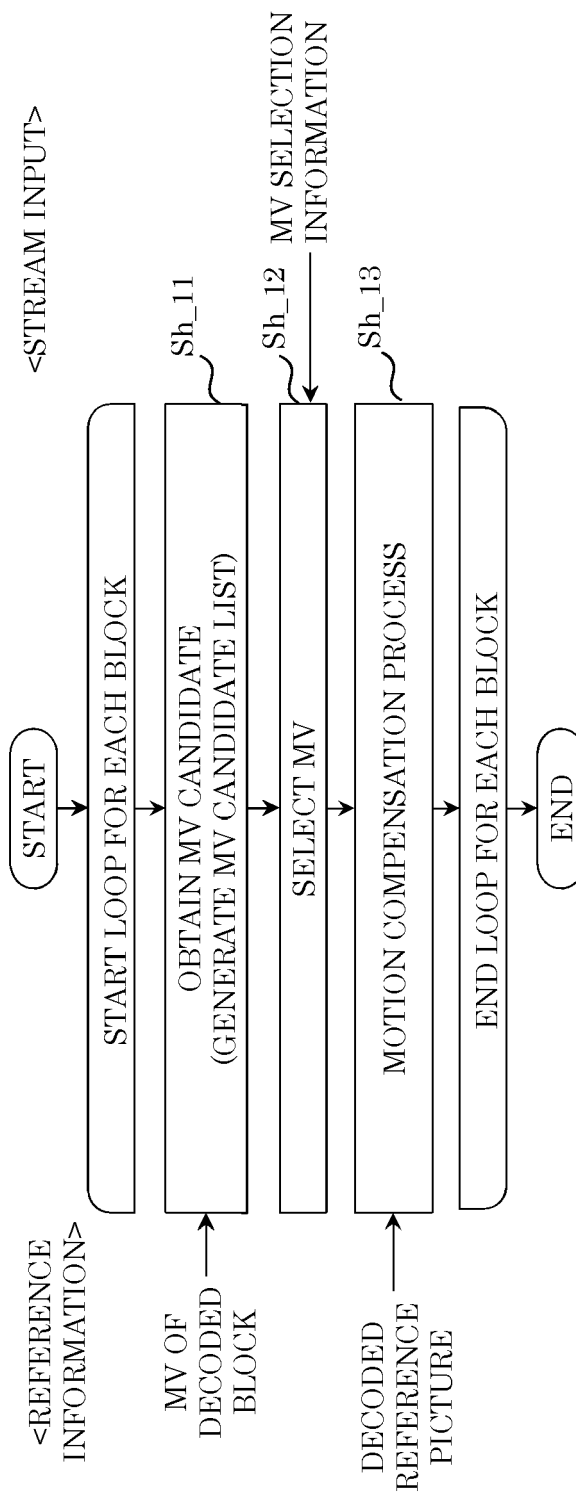 <REFERENCE
INFORMATION>
<STREAM INPUT>
START
START LOOP FOR EACH BLOCK
MV OF
DECODED
BLOCK
OBTAIN MV CANDIDATE
(GENERATE MV CANDIDATE LIST)
Sh_11
SELECT MV
Sh_12
MV SELECTION
INFORMATION
DECODED
REFERENCE
PICTURE
MOTION COMPENSATION PROCESS
Sh_13
END LOOP FOR EACH BLOCK
END